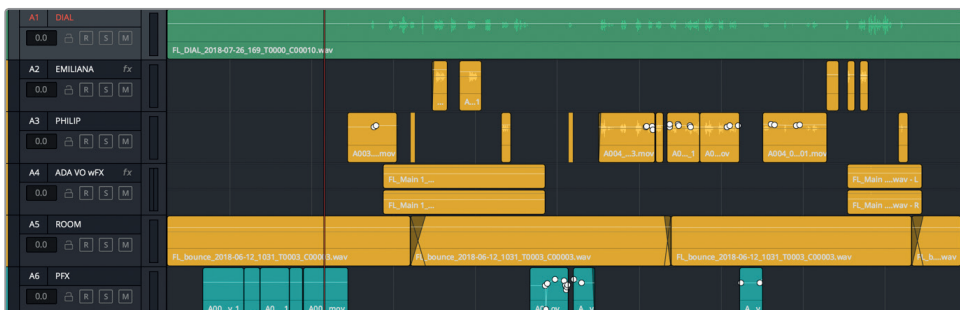 A1 DIAL
0.0 R S M
FL_DIAL_2018-07-26_169_T0000_C00010.wav
A2 EMILIANA fx
0.0 R S M
... A...1
A3 PHILIP
0.0 R S M
A003....mov A004_...3.mov A0..._1 A0...ov A004_0...01.mov
A4 ADA VO wFX fx
FL_Main 1_... FL_Main ....wav - L
0.0 R S M
FL_Main 1_... FL_Main ....wav - R
A5 ROOM
0.0 R S M
FL_bounce_2018-06-12_1031_T0003_C00003.wav FL_bounce_2018-06-12_1031_T0003_C00003.wav FL_bounce_2018-06-12_1031_T0003_C00003.wav
A6 PFX
0.0 R S M